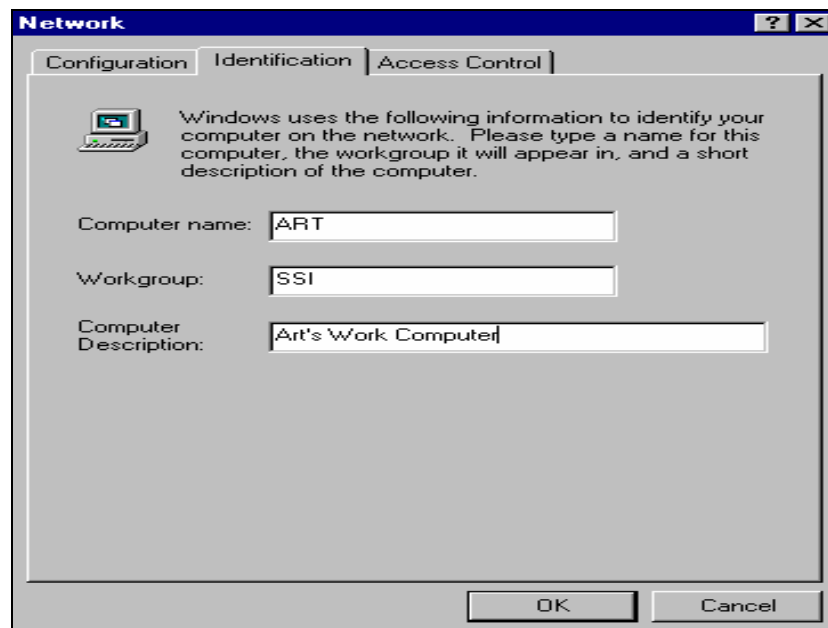 Network
Configuration Identification Access Control
Windows uses the following information to identify your
computer on the network. Please type a name for this
computer, the workgroup it will appear in, and a short
description of the computer.
Computer name: ART
Workgroup: SSI
Computer
Description: Art's Work Computer
OK Cancel